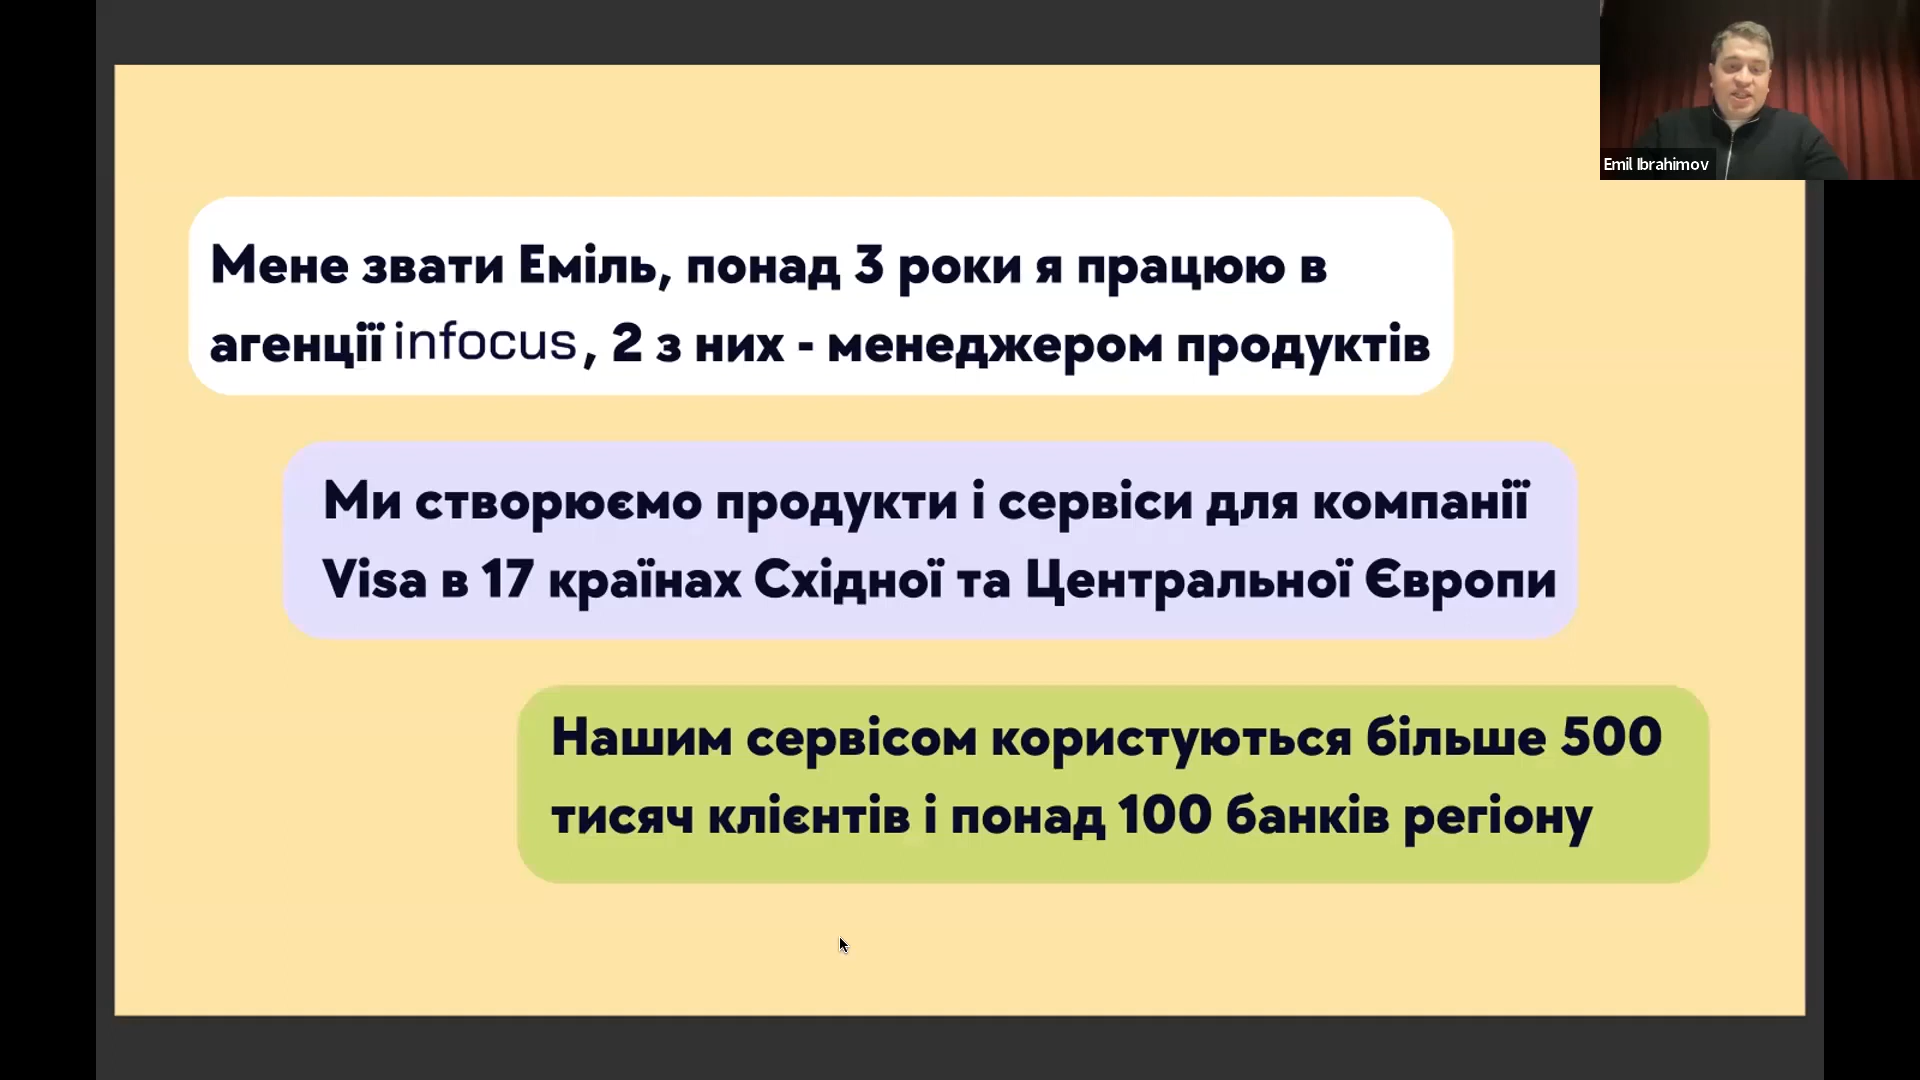 Emil Ibrahimov
Мене звати Еміль, понад 3 роки я працюю в
агенції infocus, 2 з них - менеджером продуктів
Ми створюємо продукти і сервіси для компанії
Visa в 17 країнах Східної та Центральної Європи
Нашим сервісом користуються більше 500
тисяч клієнтів і понад 100 банків регіону